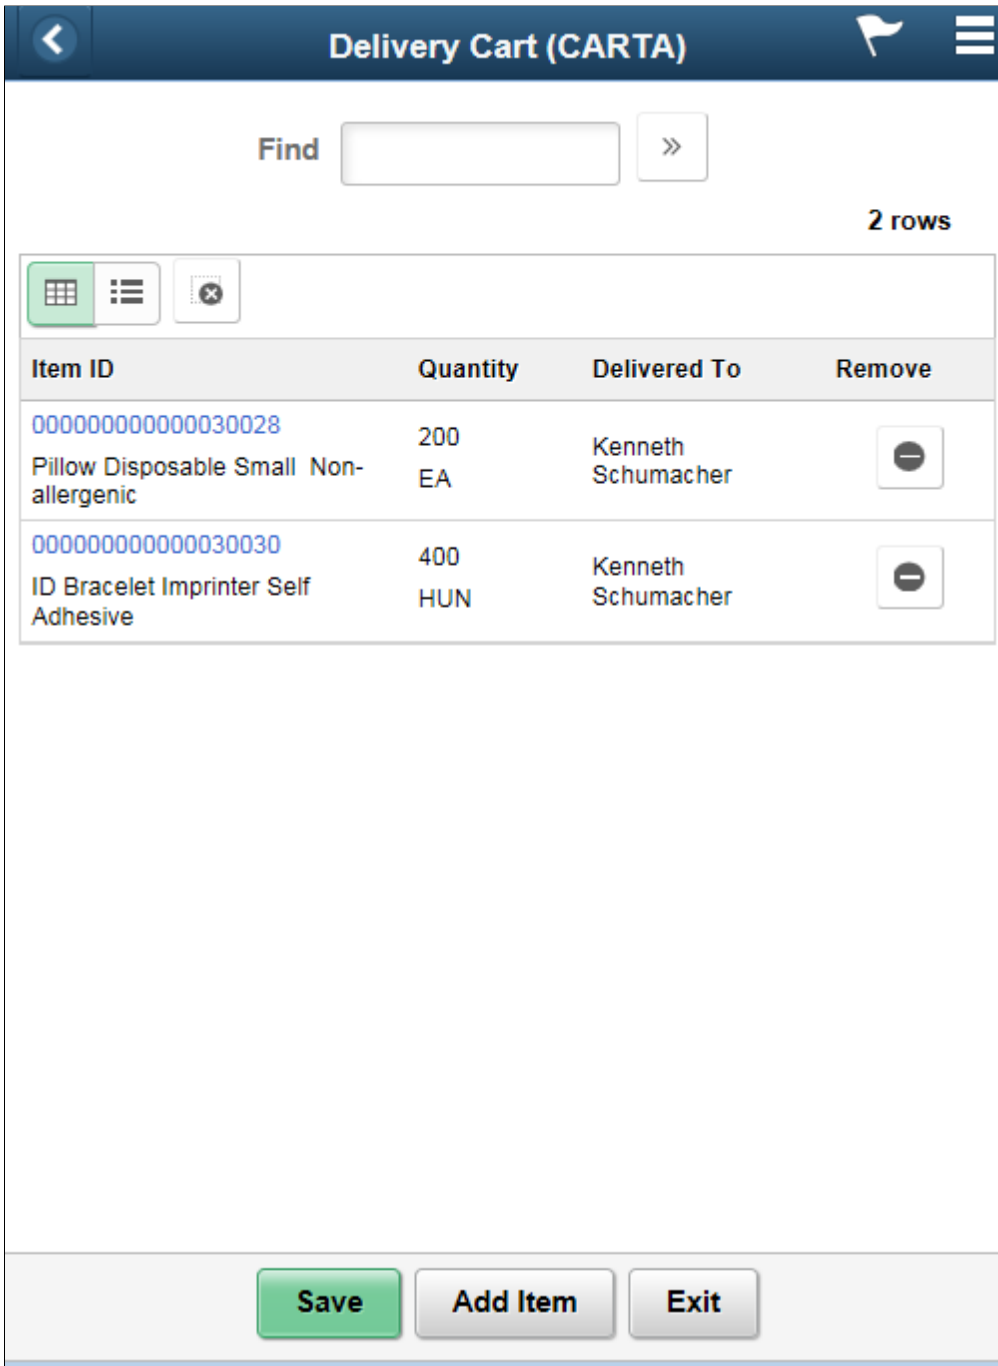 Delivery Cart (CARTA)
Find
»
2 rows
Item ID Quantity Delivered To Remove
000000000000030028
Pillow Disposable Small  Non-
allergenic
200
EA
Kenneth
Schumacher
000000000000030030
ID Bracelet Imprinter Self
Adhesive
400
HUN
Kenneth
Schumacher
Save Add Item Exit